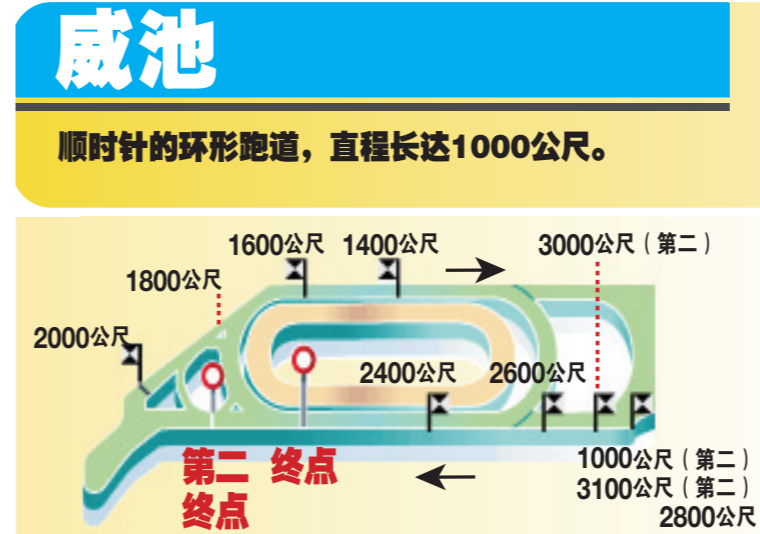 威池
顺时针的环形跑道，直程长达1000公尺。
1600公尺
1400公尺
3000公尺（第二）
1800公尺
2000公尺
2400公尺
2600公尺
第二
终点
终点
1000公尺（第二）
3100公尺（第二）
2800公尺